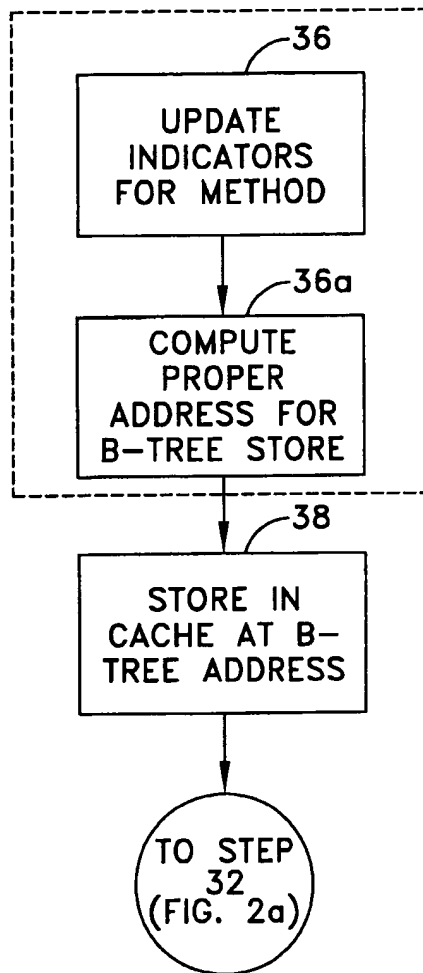 36
UPDATE
INDICATORS
FOR METHOD
36a
COMPUTE
PROPER
ADDRESS FOR
B-TREE STORE
38
STORE IN
CACHE AT B-
TREE ADDRESS
TO STEP
32
(FIG. 2a)